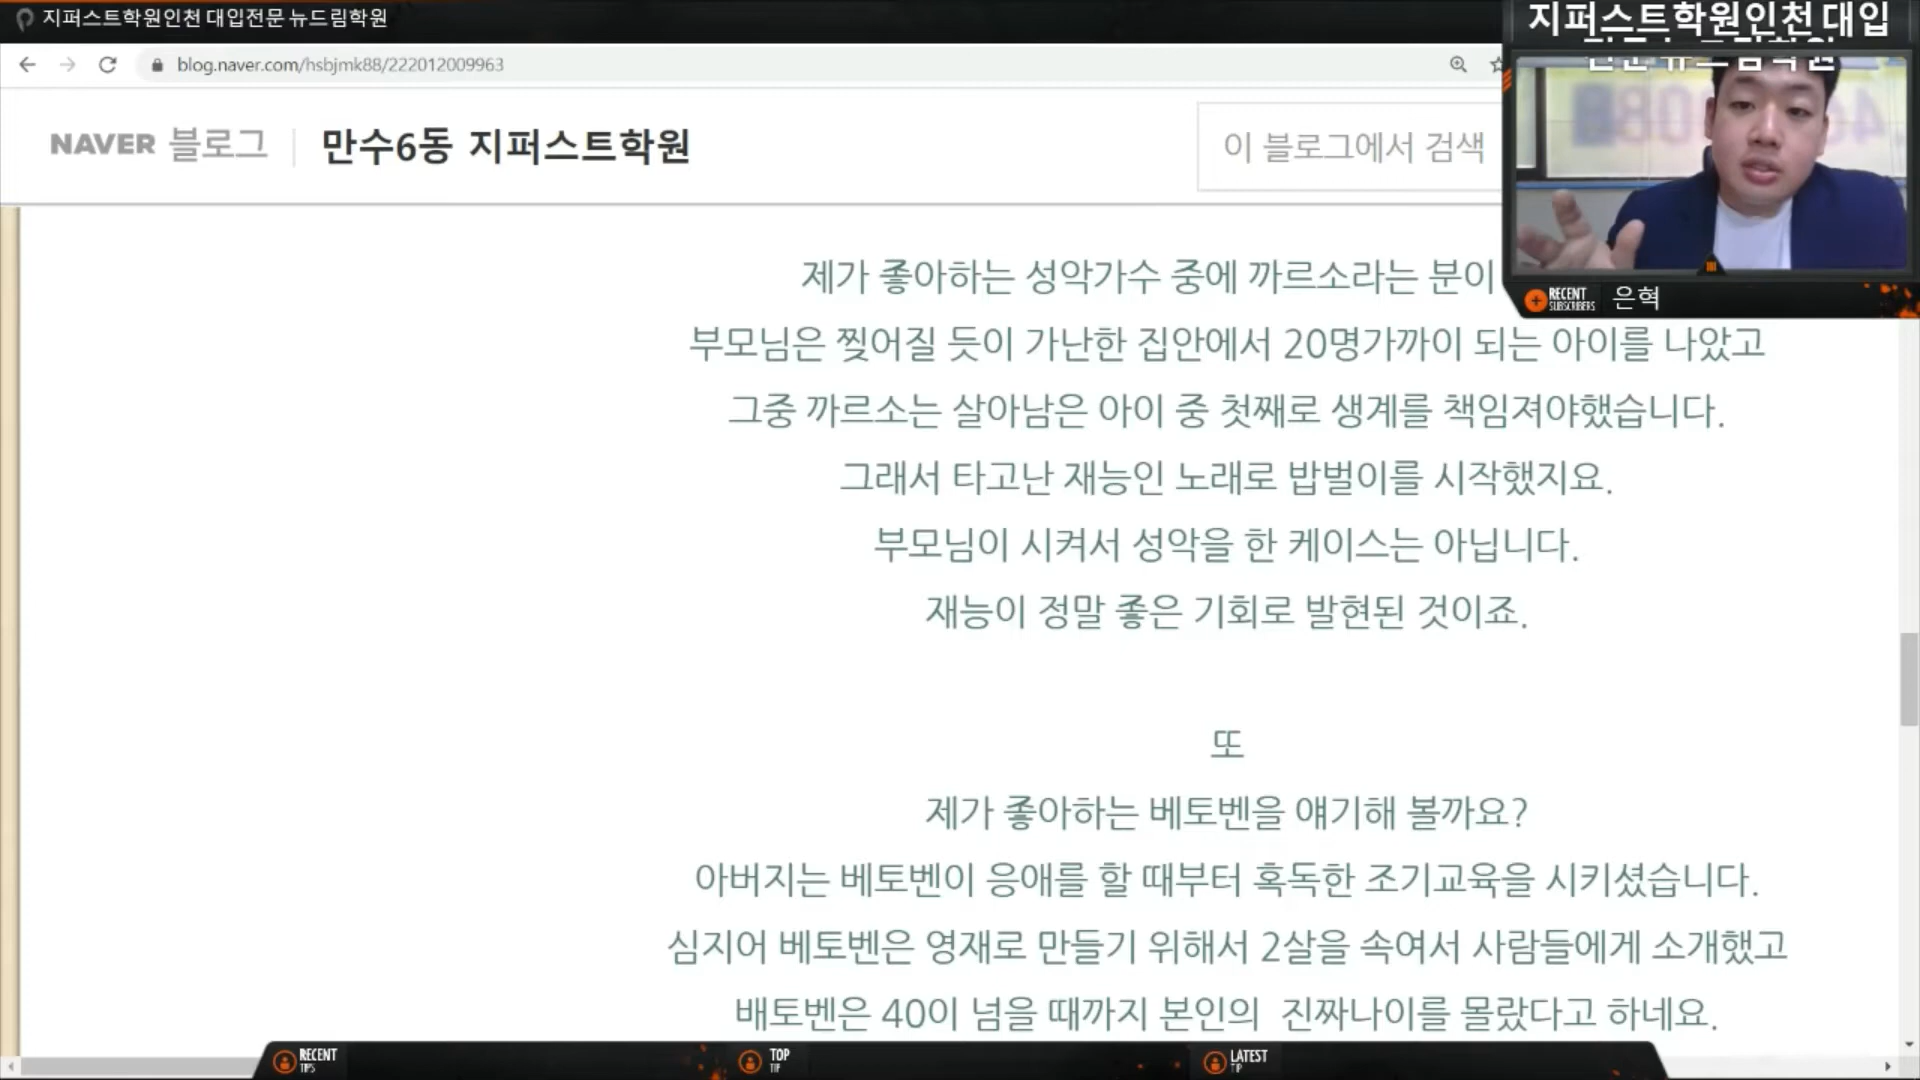 지퍼스트학원인천 대입전문 뉴드림학원
지퍼스트학원인천 대입
blog.naver.com/hsbjmk88/222012009963
NAVER 블로그
만수6동 지퍼스트학원
이 블로그에서 검색
RECENT
SUBSCRIBERS
은혁
제가 좋아하는 성악가수 중에 까르소라는 분이
부모님은 찢어질 듯이 가난한 집안에서 20명가까이 되는 아이를 나았고
그중 까르소는 살아남은 아이 중 첫째로 생계를 책임져야했습니다.
그래서 타고난 재능인 노래로 밥벌이를 시작했지요.
부모님이 시켜서 성악을 한 케이스는 아닙니다.
재능이 정말 좋은 기회로 발현된 것이죠.
또
제가 좋아하는 베토벤을 얘기해 볼까요?
아버지는 베토벤이 응애를 할 때부터 혹독한 조기교육을 시키셨습니다.
심지어 베토벤은 영재로 만들기 위해서 2살을 속여서 사람들에게 소개했고
배토벤은 40이 넘을 때까지 본인의 진짜나이를 몰랐다고 하네요.
RECENT
TIPS
TOP
TIP
LATEST
TIP